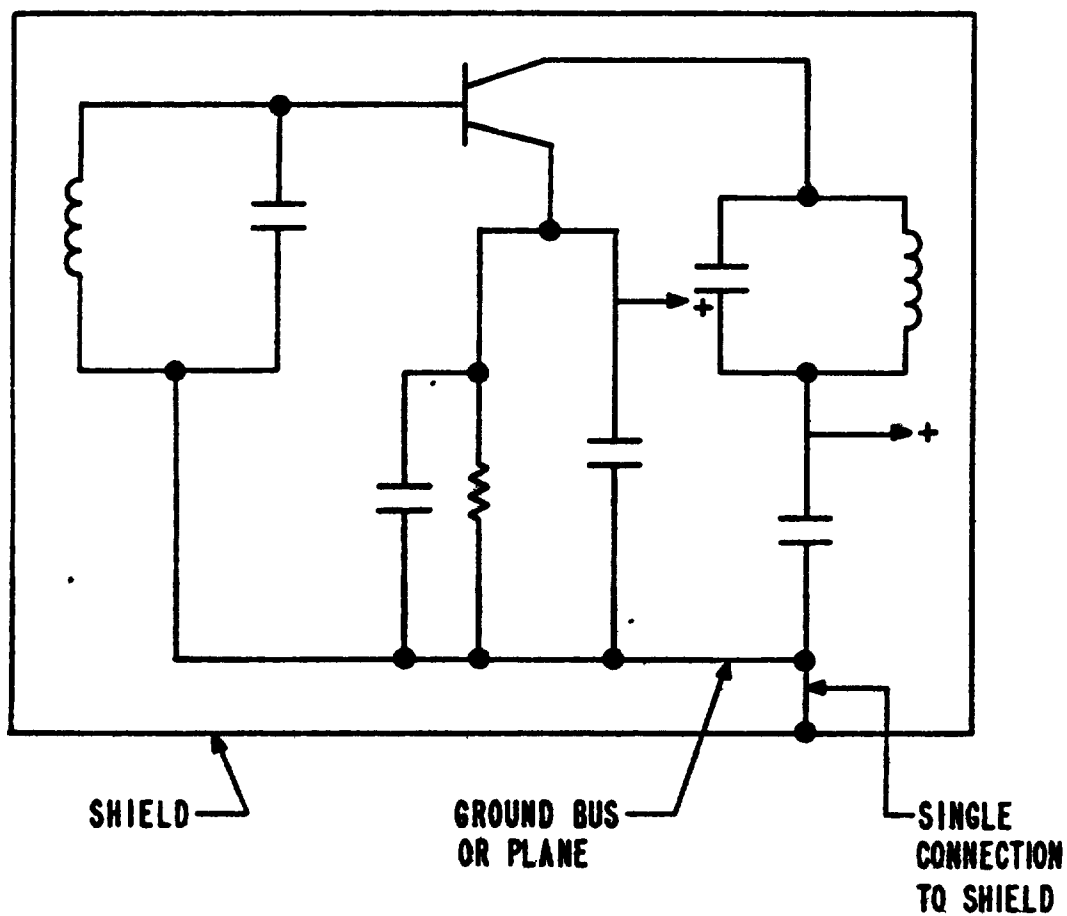 +
+
SHIELD
GROUND BUS
OR PLANE
SINGLE
CONNECTION
TO SHIELD